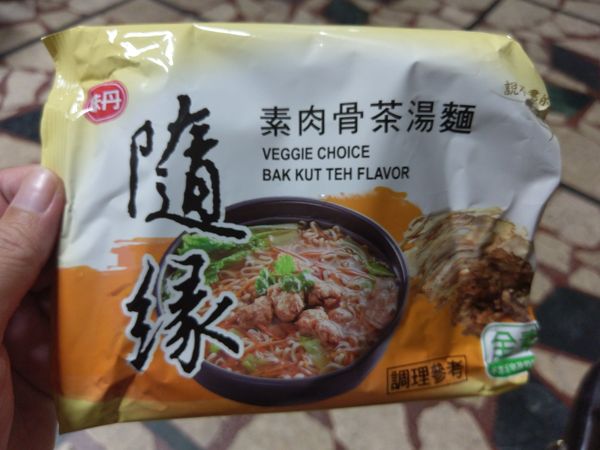 丹
隨緣
素肉骨茶湯麵
VEGGIE CHOICE
BAK KUT TEH FLAVOR
調理參考
全